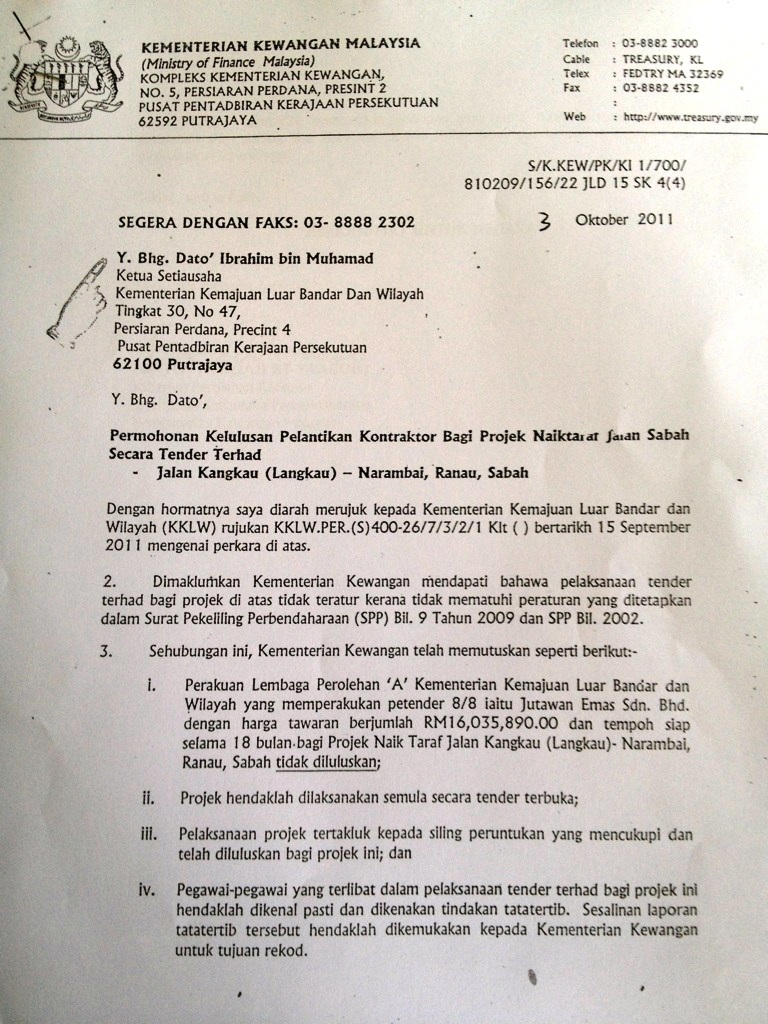 KEMENTERIAN KEWANGAN MALAYSIA
(Ministry of Finance Malaysia)
KOMPLEKS KEMENTERIAN KEWANGAN,
NO. 5, PERSIARAN PERDANA, PRESINT 2
PUSAT PENTADBIRAN KERAJAAN PERSEKUTUAN
62592 PUTRAJAYA
Telefon : 03-8882 3000
Cable : TREASURY, KL
Telex : FEDTRY MA 32369
Fax : 03-8882 4352
:
Web : http://www.treasury.gov.my
S/K.KEW/PK/KI 1/700/
810209/156/22 JLD 15 SK 4(4)
SEGERA DENGAN FAKS: 03- 8888 2302
3 Oktober 2011
Y. Bhg. Dato' Ibrahim bin Muhamad
Ketua Setiausaha
Kementerian Kemajuan Luar Bandar Dan Wilayah
Tingkat 30, No 47,
Persiaran Perdana, Precint 4
Pusat Pentadbiran Kerajaan Persekutuan
62100 Putrajaya
Y. Bhg. Dato',
Permohonan Kelulusan Pelantikan Kontraktor Bagi Projek Naiktaraf Jalan Sabah
Secara Tender Terhad
- Jalan Kangkau (Langkau) – Narambai, Ranau, Sabah
Dengan hormatnya saya diarah merujuk kepada Kementerian Kemajuan Luar Bandar dan
Wilayah (KKLW) rujukan KKLW.PER.(S)400-26/7/3/2/1 Klt ( ) bertarikh 15 September
2011 mengenai perkara di atas.
2. Dimaklumkan Kementerian Kewangan mendapati bahawa pelaksanaan tender
terhad bagi projek di atas tidak teratur kerana tidak mematuhi peraturan yang ditetapkan
dalam Surat Pekeliling Perbendaharaan (SPP) Bil. 9 Tahun 2009 dan SPP Bil. 2002.
3. Sehubungan ini, Kementerian Kewangan telah memutuskan seperti berikut:-
i. Perakuan Lembaga Perolehan 'A' Kementerian Kemajuan Luar Bandar dan
Wilayah yang memperakukan petender 8/8 iaitu Jutawan Emas Sdn. Bhd.
dengan harga tawaran berjumlah RM16,035,890.00 dan tempoh siap
selama 18 bulan bagi Projek Naik Taraf Jalan Kangkau (Langkau)- Narambai,
Ranau, Sabah tidak diluluskan;
ii. Projek hendaklah dilaksanakan semula secara tender terbuka;
iii. Pelaksanaan projek tertakluk kepada siling peruntukan yang mencukupi dan
telah diluluskan bagi projek ini; dan
iv. Pegawai-pegawai yang terlibat dalam pelaksanaan tender terhad bagi projek ini
hendaklah dikenal pasti dan dikenakan tindakan tatatertib. Sesalinan laporan
tatatertib tersebut hendaklah dikemukakan kepada Kementerian Kewangan
untuk tujuan rekod.